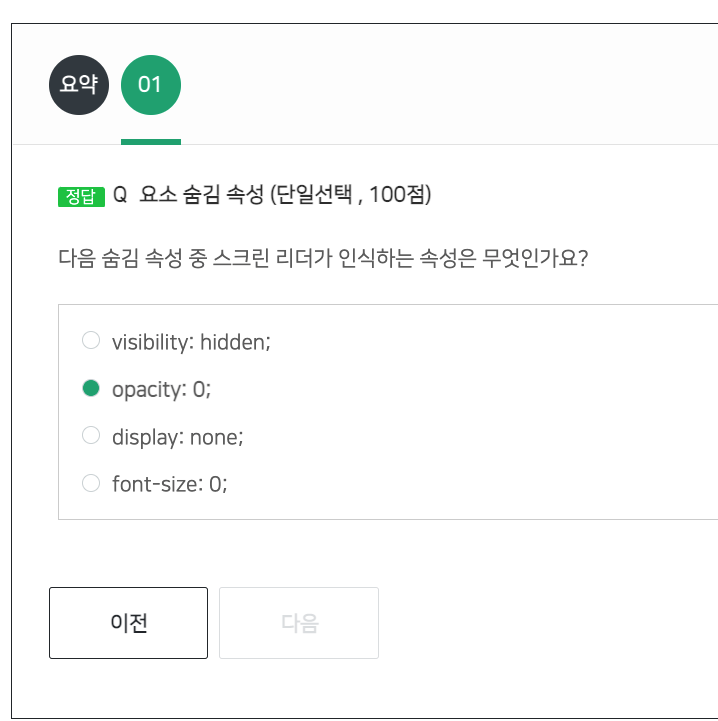 요약 01
정답 Q 요소 숨김 속성 (단일선택 , 100점)
다음 숨김 속성 중 스크린 리더가 인식하는 속성은 무엇인가요?
visibility: hidden;
opacity: 0;
display: none;
font-size: 0;
이전 다음